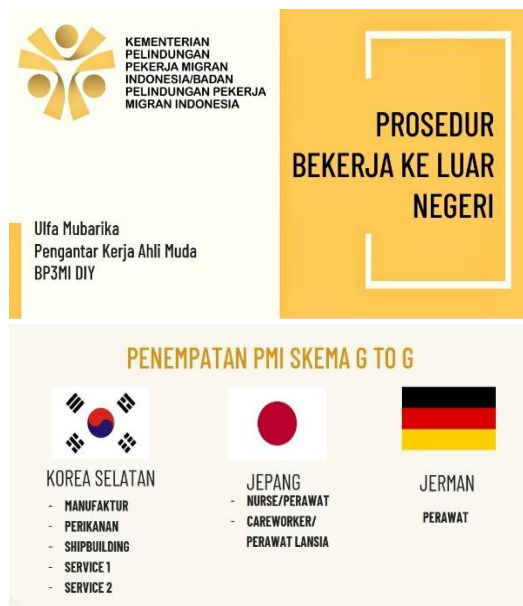 KEMENTERIAN
PELINDUNGAN
PEKERJA MIGRAN
INDONESIA/BADAN
PELINDUNGAN PEKERJA
MIGRAN INDONESIA
PROSEDUR
BEKERJA KE LUAR
NEGERI
Ulfa Mubarika
Pengantar Kerja Ahli Muda
BP3MI DIY
PENEMPATAN PMI SKEMA G TO G
KOREA SELATAN
- MANUFAKTUR
- PERIKANAN
- SHIPBUILDING
- SERVICE 1
- SERVICE 2
JEPANG
- NURSE/PERAWAT
- CAREWORKER/
PERAWAT LANSIA
JERMAN
PERAWAT